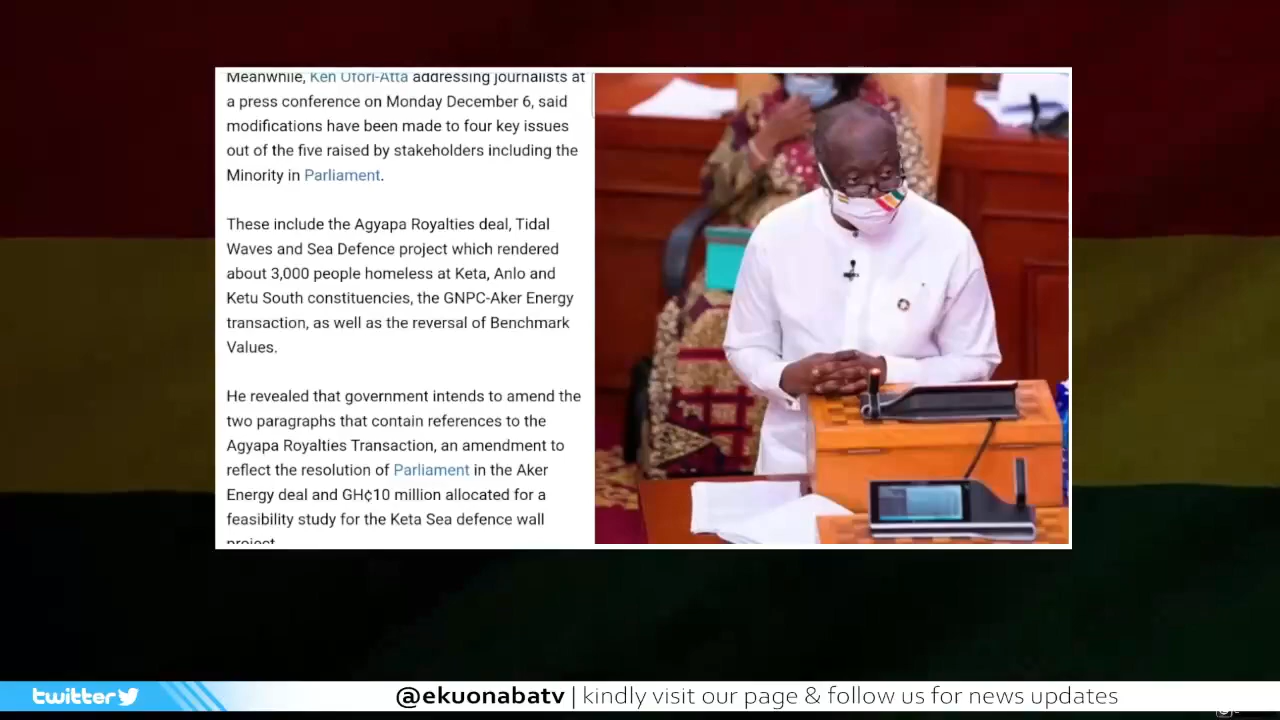 Meanwhile, Ken Ofori-Atta addressing journalists at
a press conference on Monday December 6, said
modifications have been made to four key issues
out of the five raised by stakeholders including the
Minority in Parliament.
These include the Agyapa Royalties deal, Tidal
Waves and Sea Defence project which rendered
about 3,000 people homeless at Keta, Anlo and
Ketu South constituencies, the GNPC-Aker Energy
transaction, as well as the reversal of Benchmark
Values.
He revealed that government intends to amend the
two paragraphs that contain references to the
Agyapa Royalties Transaction, an amendment to
reflect the resolution of Parliament in the Aker
Energy deal and GH¢10 million allocated for a
feasibility study for the Keta Sea defence wall
project
twitter @ekuonabatv | kindly visit our page & follow us for news updates